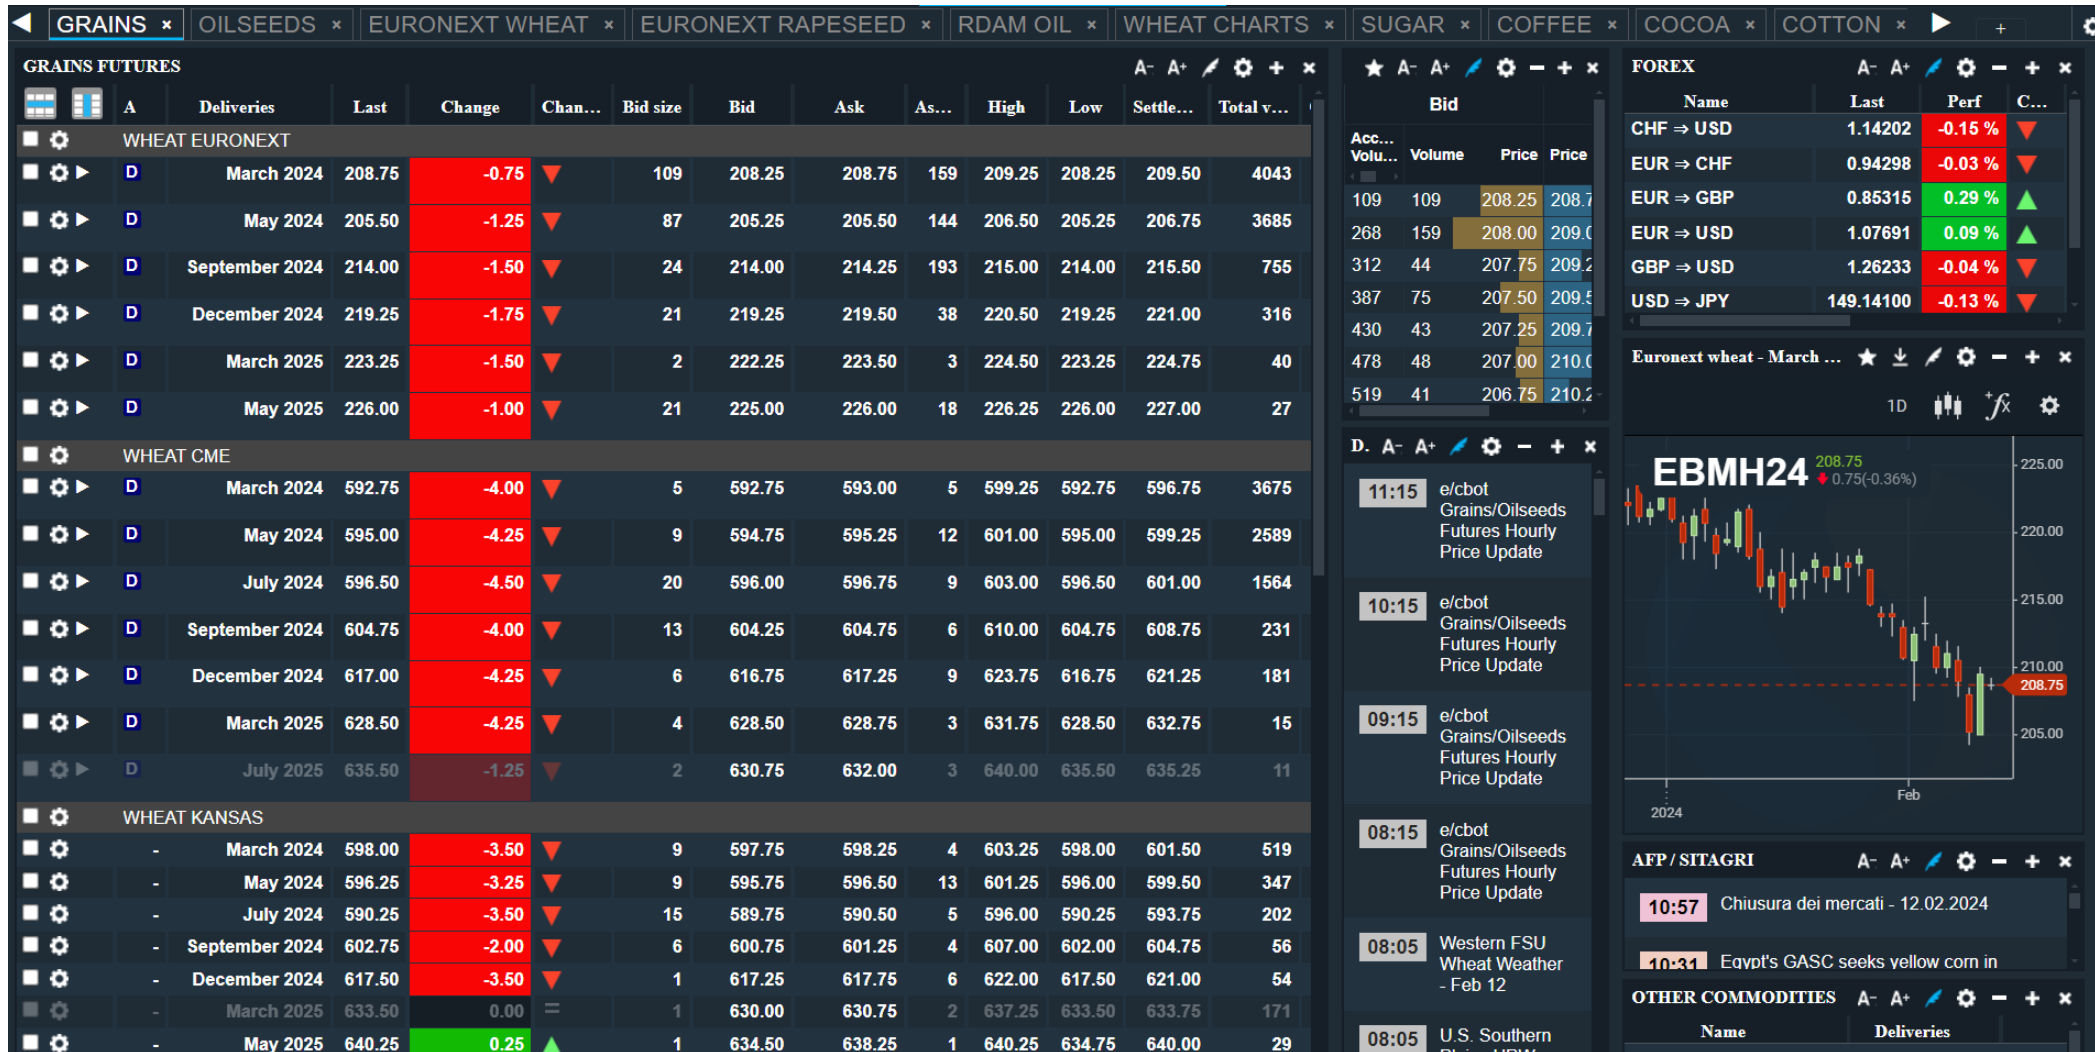 GRAINS × OILSEEDS × EURONEXT WHEAT × EURONEXT RAPESEED × RDAM OIL × WHEAT CHARTS × SUGAR × COFFEE × COCOA × COTTON × +
GRAINS FUTURES A- A+
A Deliveries Last Change Chan... Bid size Bid Ask As... High Low Settle... Total v...
WHEAT EURONEXT
D March 2024 208.75 -0.75 109 208.25 208.75 159 209.25 208.25 209.50 4043
D May 2024 205.50 -1.25 87 205.25 205.50 144 206.50 205.25 206.75 3685
D September 2024 214.00 -1.50 24 214.00 214.25 193 215.00 214.00 215.50 755
D December 2024 219.25 -1.75 21 219.25 219.50 38 220.50 219.25 221.00 316
D March 2025 223.25 -1.50 2 222.25 223.50 3 224.50 223.25 224.75 40
D May 2025 226.00 -1.00 21 225.00 226.00 18 226.25 226.00 227.00 27
WHEAT CME
D March 2024 592.75 -4.00 5 592.75 593.00 5 599.25 592.75 596.75 3675
D May 2024 595.00 -4.25 9 594.75 595.25 12 601.00 595.00 599.25 2589
D July 2024 596.50 -4.50 20 596.00 596.75 9 603.00 596.50 601.00 1564
D September 2024 604.75 -4.00 13 604.25 604.75 6 610.00 604.75 608.75 231
D December 2024 617.00 -4.25 6 616.75 617.25 9 623.75 616.75 621.25 181
D March 2025 628.50 -4.25 4 628.50 628.75 3 631.75 628.50 632.75 15
D July 2025 635.50 -1.25 2 630.75 632.00 3 640.00 635.50 635.25 11
WHEAT KANSAS
- March 2024 598.00 -3.50 9 597.75 598.25 4 603.25 598.00 601.50 519
- May 2024 596.25 -3.25 9 595.75 596.50 13 601.25 596.00 599.50 347
- July 2024 590.25 -3.50 15 589.75 590.50 5 596.00 590.25 593.75 202
- September 2024 602.75 -2.00 6 600.75 601.25 4 607.00 602.00 604.75 56
- December 2024 617.50 -3.50 1 617.25 617.75 6 622.00 617.50 621.00 54
- March 2025 633.50 0.00 = 1 630.00 630.75 2 637.25 633.50 633.75 171
- May 2025 640.25 0.25 1 634.50 638.25 1 640.25 634.75 640.00 29
A- A+
Bid
Acc... Volu... Volume Price Price
109 109 208.25 208.7
268 159 208.00 209.0
312 44 207.75 209.2
387 75 207.50 209.5
430 43 207.25 209.7
478 48 207.00 210.0
519 41 206.75 210.2
D. A- A+
11:15 e/cbot
Grains/Oilseeds
Futures Hourly
Price Update
10:15 e/cbot
Grains/Oilseeds
Futures Hourly
Price Update
09:15 e/cbot
Grains/Oilseeds
Futures Hourly
Price Update
08:15 e/cbot
Grains/Oilseeds
Futures Hourly
Price Update
08:05 Western FSU
Wheat Weather
- Feb 12
08:05 U.S. Southern
FOREX A- A+
Name Last Perf C...
CHF ⇒ USD 1.14202 -0.15 %
EUR ⇒ CHF 0.94298 -0.03 %
EUR ⇒ GBP 0.85315 0.29 %
EUR ⇒ USD 1.07691 0.09 %
GBP ⇒ USD 1.26233 -0.04 %
USD ⇒ JPY 149.14100 -0.13 %
Euronext wheat - March ...
1D +fx
EBMH24 208.75
0.75(-0.36%)
225.00
220.00
215.00
210.00
208.75
205.00
Feb
2024
AFP / SITAGRI A- A+
10:57 Chiusura dei mercati - 12.02.2024
10:31 Egypt's GASC seeks yellow corn in
OTHER COMMODITIES A- A+
Name Deliveries